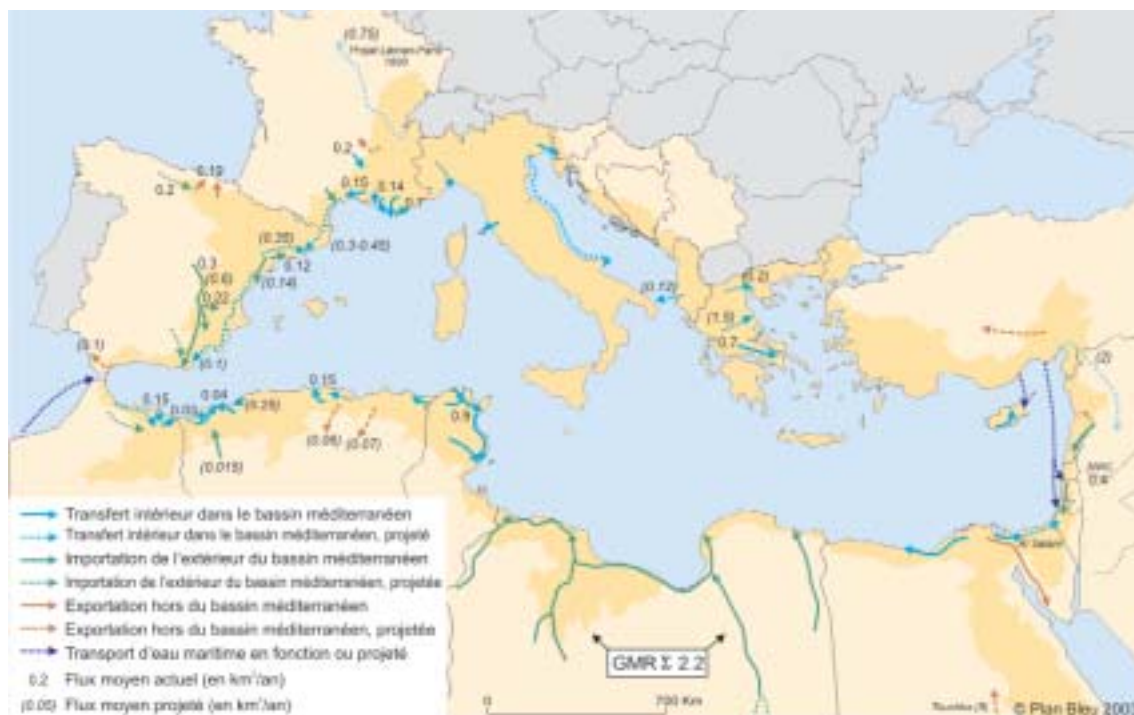 (0.75)
Projet Léman-Paris
0.2
0.15
0.14
0.19
0.2
(0.35)
(0.3-0.45)
0.12
(0.14)
0.3
(0.6)
0.22
(0.1)
(0.1)
(0.12)
(1.5)
0.7
(2)
0.15
0.04
(0.25)
0.15
(0.07)
(0.015)
GMR Σ 2.2
Transfert intérieur dans le bassin méditerranéen
Transfert intérieur dans le bassin méditerranéen, projeté
Importation de l'extérieur du bassin méditerranéen
Importation de l'extérieur du bassin méditerranéen, projetée
Exportation hors du bassin méditerranéen
Exportation hors du bassin méditerranéen, projetée
Transport d'eau maritime en fonction ou projeté
0.2 Flux moyen actuel (en km³/an)
(0.05) Flux moyen projeté (en km³/an)
0 700 Km
© Plan Bleu